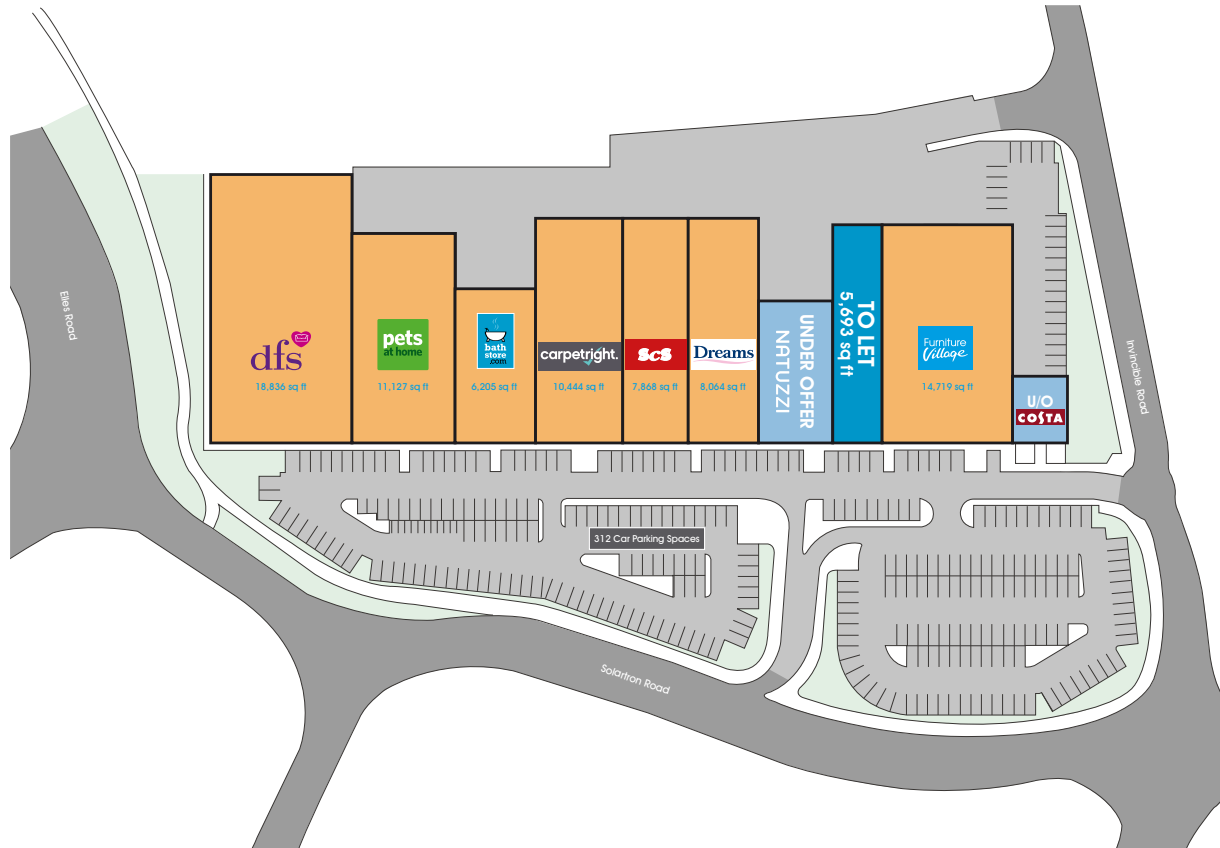 Elles Road
dfs
18,836 sq ft
pets
at home
11,127 sq ft
bath
store
.com
6,205 sq ft
carpetright.
10,444 sq ft
ScS
7,868 sq ft
Dreams
8,064 sq ft
UNDER OFFER
NATUZZI
TO LET
5,693 sq ft
Furniture
Village
14,719 sq ft
U/O
COSTA
Invincible Road
312 Car Parking Spaces
Solartron Road